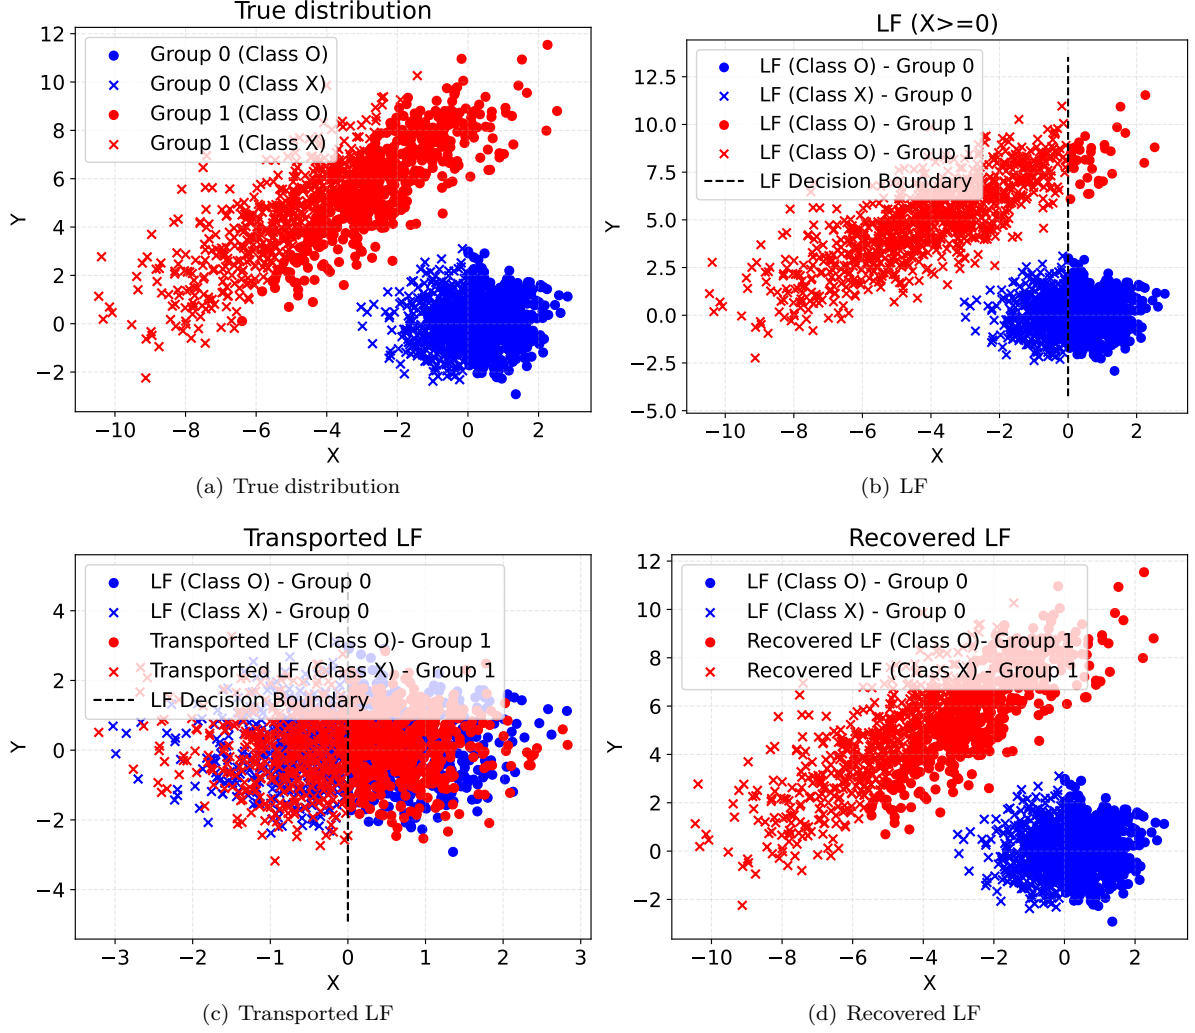 True distribution
12
10
8
6
4
2
0
−2
Y
Group 0 (Class O)
Group 0 (Class X)
Group 1 (Class O)
Group 1 (Class X)
−10 −8 −6 −4 −2 0 2
X
(a) True distribution
LF (X>=0)
12.5
10.0
7.5
5.0
2.5
0.0
−2.5
−5.0
Y
LF (Class O) - Group 0
LF (Class X) - Group 0
LF (Class O) - Group 1
LF (Class O) - Group 1
LF Decision Boundary
−10 −8 −6 −4 −2 0 2
X
(b) LF
Transported LF
4
2
0
−2
−4
Y
LF (Class O) - Group 0
LF (Class X) - Group 0
Transported LF (Class O)- Group 1
Transported LF (Class X) - Group 1
LF Decision Boundary
−3 −2 −1 0 1 2 3
X
(c) Transported LF
Recovered LF
12
10
8
6
4
2
0
−2
Y
LF (Class O) - Group 0
LF (Class X) - Group 0
Recovered LF (Class O)- Group 1
Recovered LF (Class X) - Group 1
−10 −8 −6 −4 −2 0 2
X
(d) Recovered LF